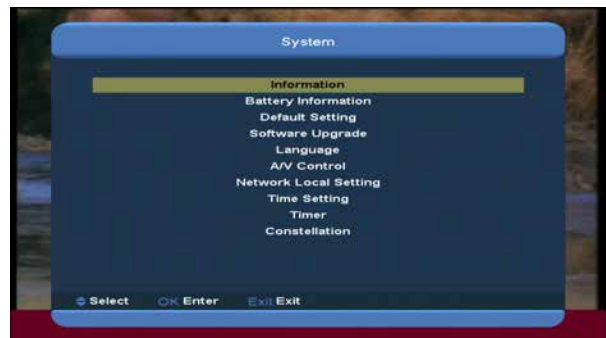 System
Information
Battery Information
Default Setting
Software Upgrade
Language
A/V Control
Network Local Setting
Time Setting
Timer
Constellation
Select OK Enter Exit Exit